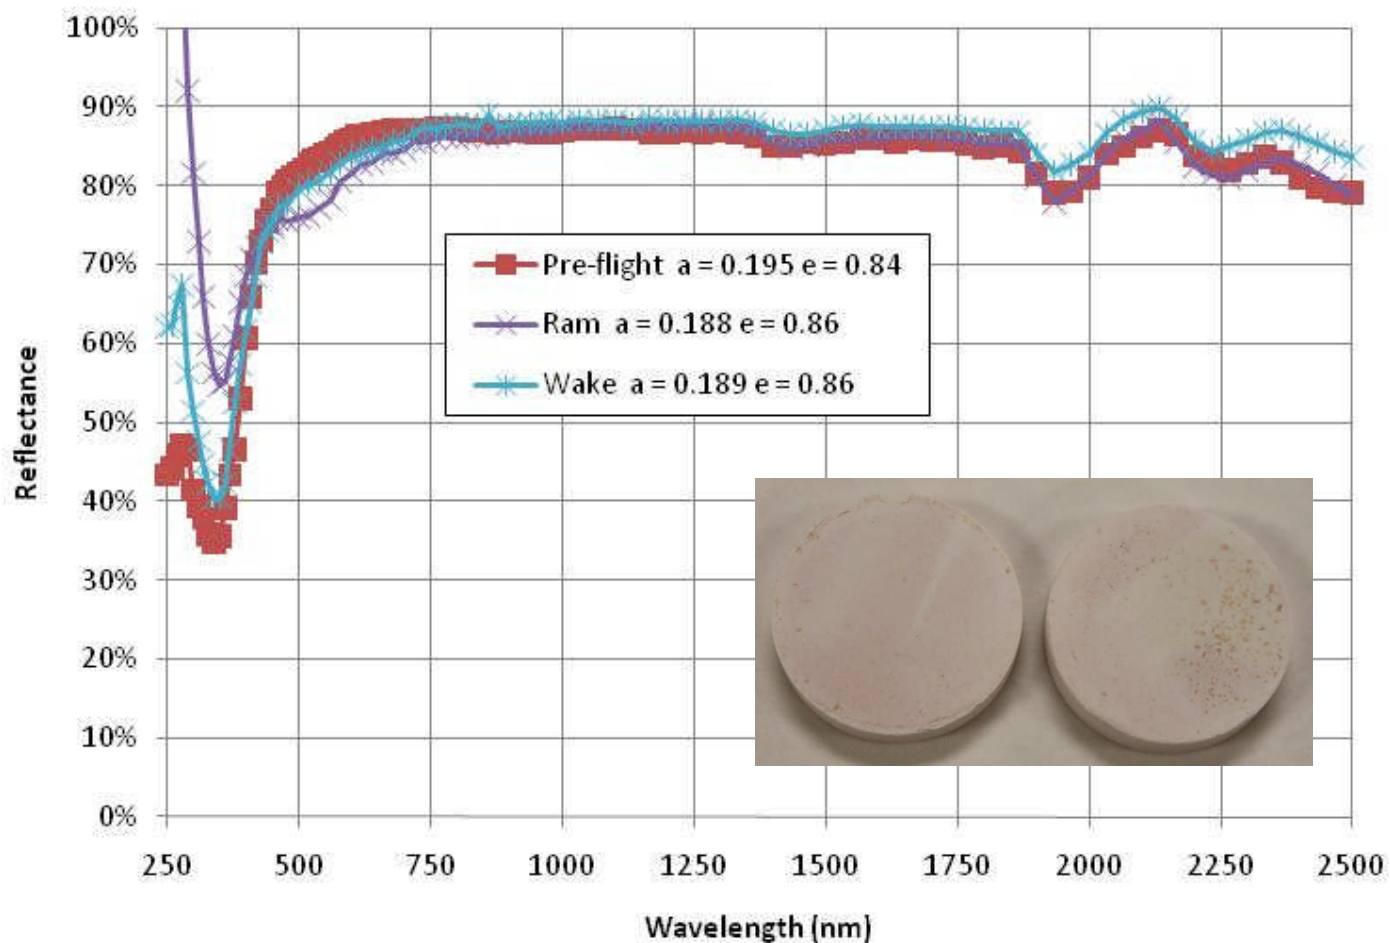 100%
90%
80%
70%
60%
50%
40%
30%
20%
10%
0%
Reflectance
Pre-flight a = 0.195 e = 0.84
Ram a = 0.188 e = 0.86
Wake a = 0.189 e = 0.86
250 500 750 1000 1250 1500 1750 2000 2250 2500
Wavelength (nm)